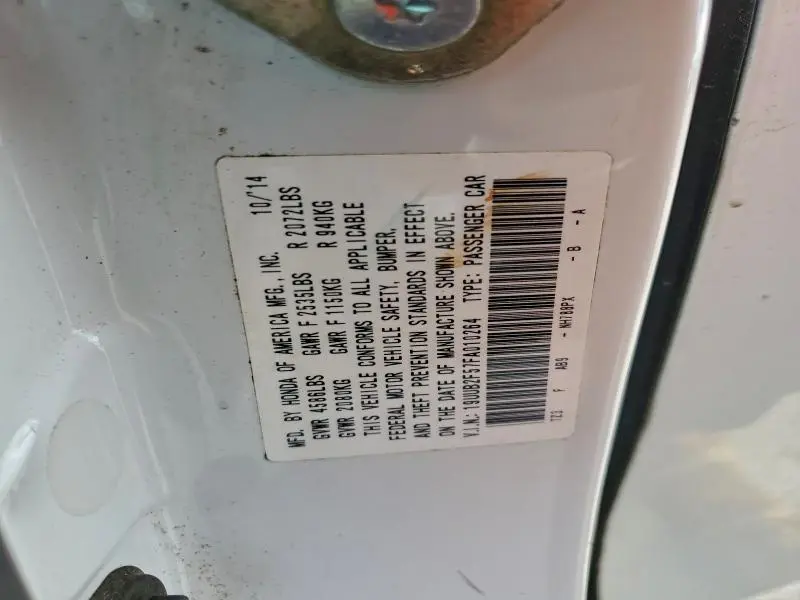 MFD. BY HONDA OF AMERICA MFG., INC. 10/'14
GVWR 4586LBS GAWR F 2535LBS R 2072LBS
GVWR 2080KG GAWR F 1150KG R 940KG
THIS VEHICLE CONFORMS TO ALL APPLICABLE
FEDERAL MOTOR VEHICLE SAFETY, BUMPER,
AND THEFT PREVENTION STANDARDS IN EFFECT
ON THE DATE OF MANUFACTURE SHOWN ABOVE.
V.I.N.: 19UUB2F57FA010264 TYPE: PASSENGER CAR
TZ3 F AB9 - NH788PX - B - A